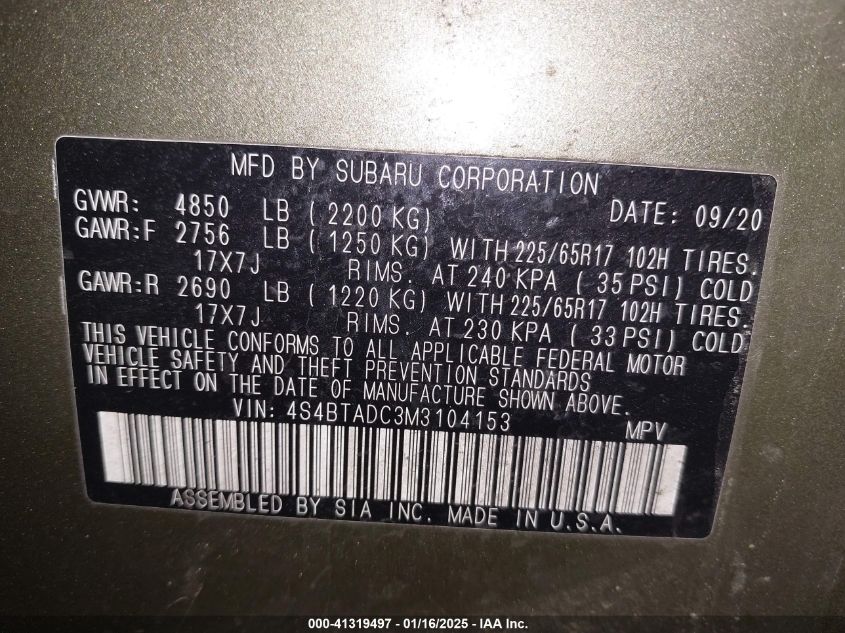 MFD BY SUBARU CORPORATION
GVWR: 4850 LB ( 2200 KG) DATE: 09/20
GAWR:F 2756 LB ( 1250 KG) WITH 225/65R17 102H TIRES.
17X7J RIMS. AT 240 KPA ( 35 PSI) COLD
GAWR:R 2690 LB ( 1220 KG) WITH 225/65R17 102H TIRES.
17X7J RIMS. AT 230 KPA ( 33 PSI) COLD
THIS VEHICLE CONFORMS TO ALL APPLICABLE FEDERAL MOTOR
VEHICLE SAFETY AND THEFT PREVENTION STANDARDS
IN EFFECT ON THE DATE OF MANUFACTURE SHOWN ABOVE.
VIN: 4S4BTADC3M3104153 MPV
ASSEMBLED BY SIA INC. MADE IN U.S.A.
000-41319497 - 01/16/2025 - IAA Inc.